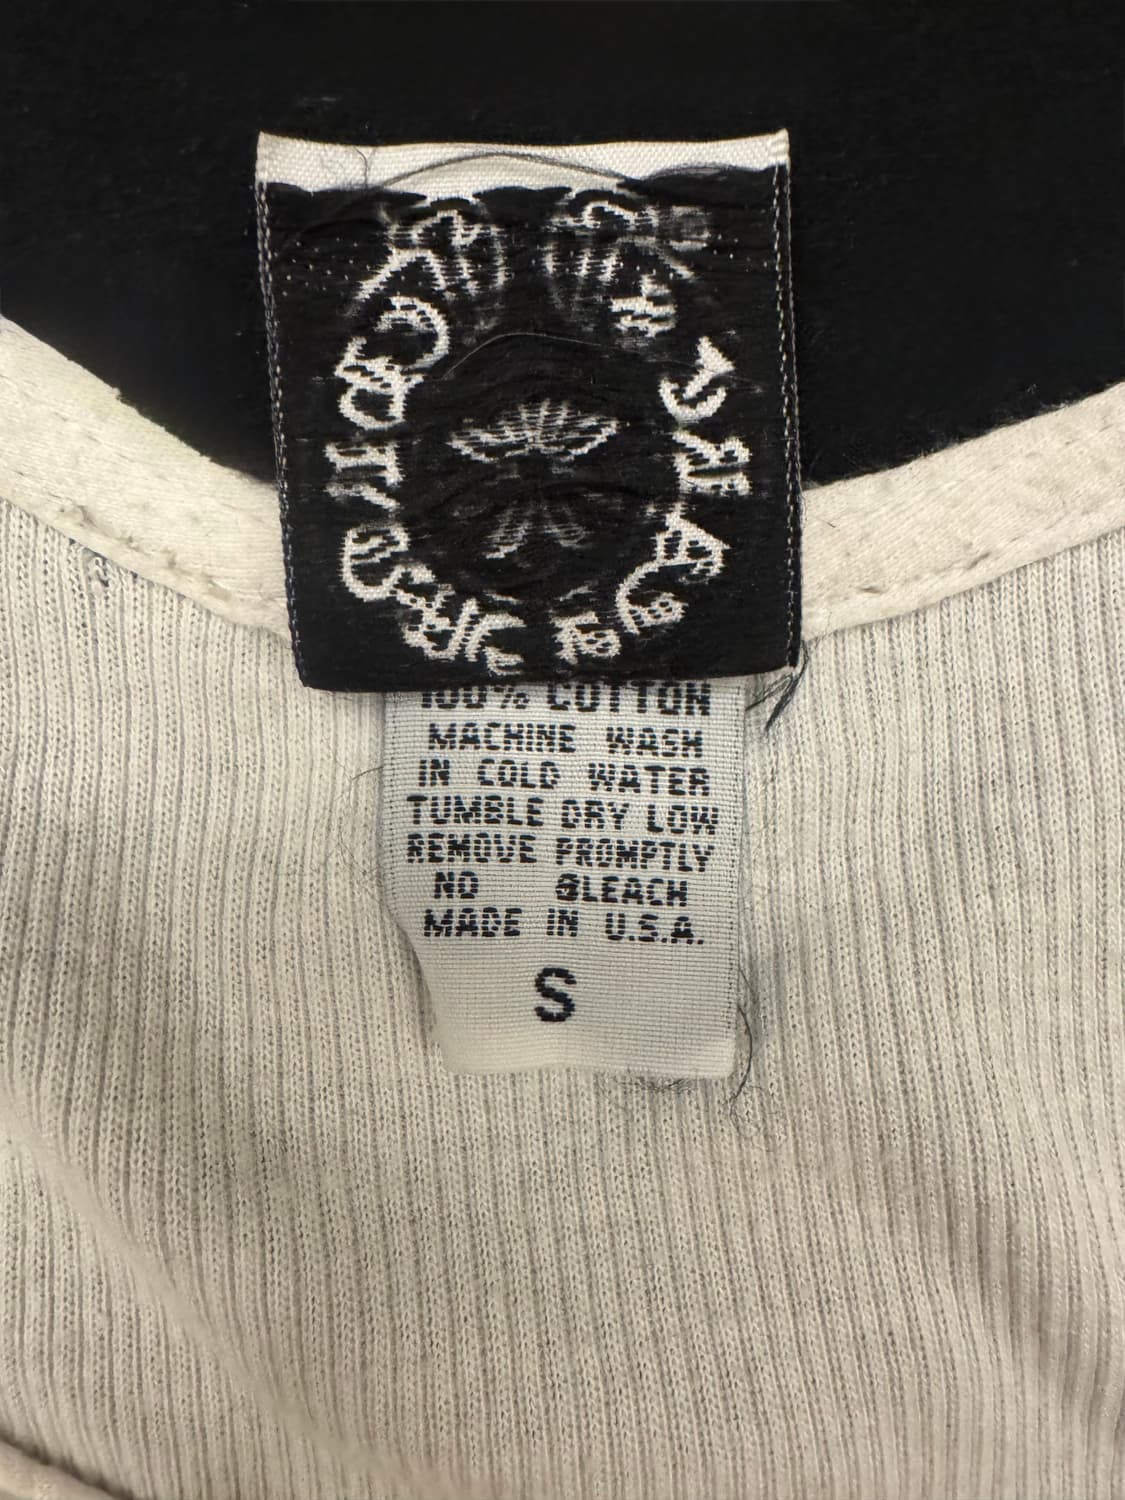 100% COTTON
MACHINE WASH
IN COLD WATER
TUMBLE DRY LOW
REMOVE PROMPTLY
NO BLEACH
MADE IN U.S.A.
S